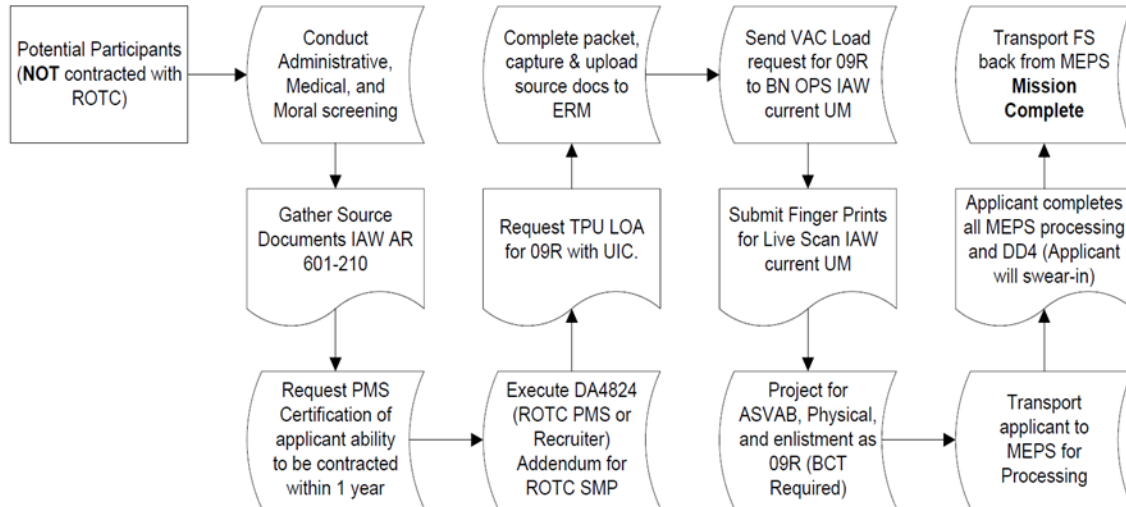 Potential Participants
(NOT contracted with
ROTC)
Conduct
Administrative,
Medical, and
Moral screening
Gather Source
Documents IAW AR
601-210
Request PMS
Certification of
applicant ability
to be contracted
within 1 year
Execute DA4824
(ROTC PMS or
Recruiter)
Addendum for
ROTC SMP
Request TPU LOA
for 09R with UIC.
Complete packet,
capture & upload
source docs to
ERM
Send VAC Load
request for 09R
to BN OPS IAW
current UM
Submit Finger Prints
for Live Scan IAW
current UM
Project for
ASVAB, Physical,
and enlistment as
09R (BCT
Required)
Transport
applicant to
MEPS for
Processing
Applicant completes
all MEPS processing
and DD4 (Applicant
will swear-in)
Transport FS
back from MEPS
Mission
Complete